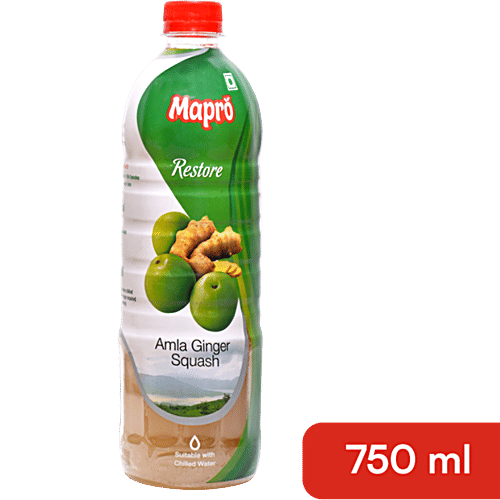 Mapro
Restore
Amla Ginger
Squash
Suitable with
Chilled Water
750 ml